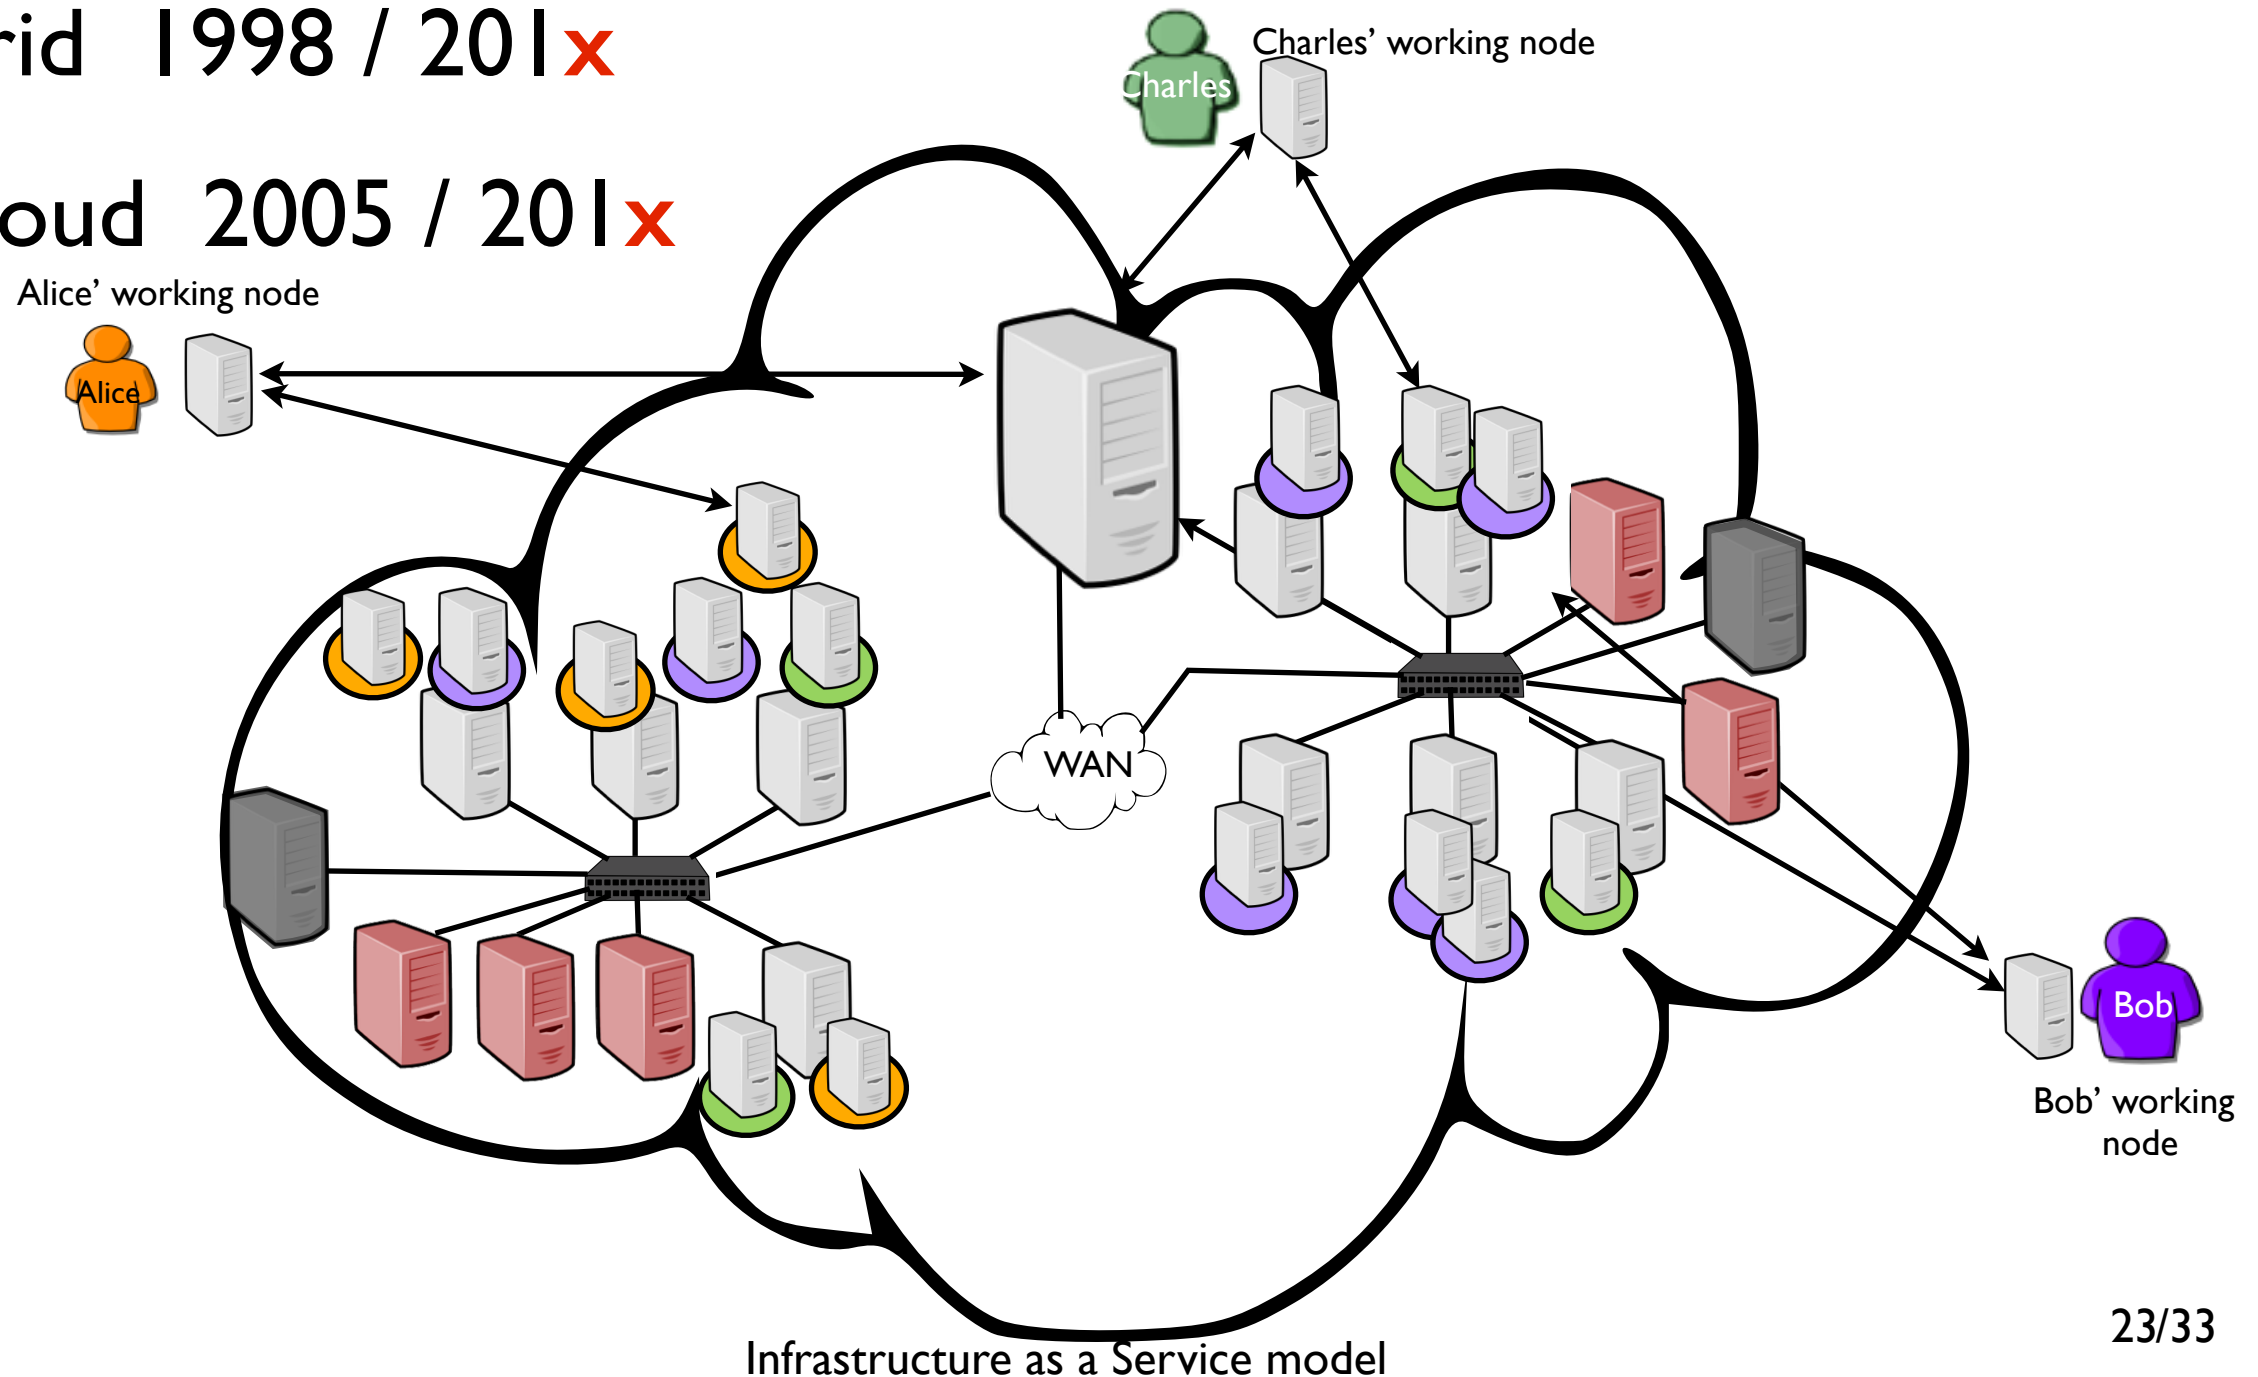 rid 1998 / 201x
oud 2005 / 201x
Charles' working node
Charles
Alice' working node
Alice
WAN
Bob
Bob' working
node
Infrastructure as a Service model
23/33